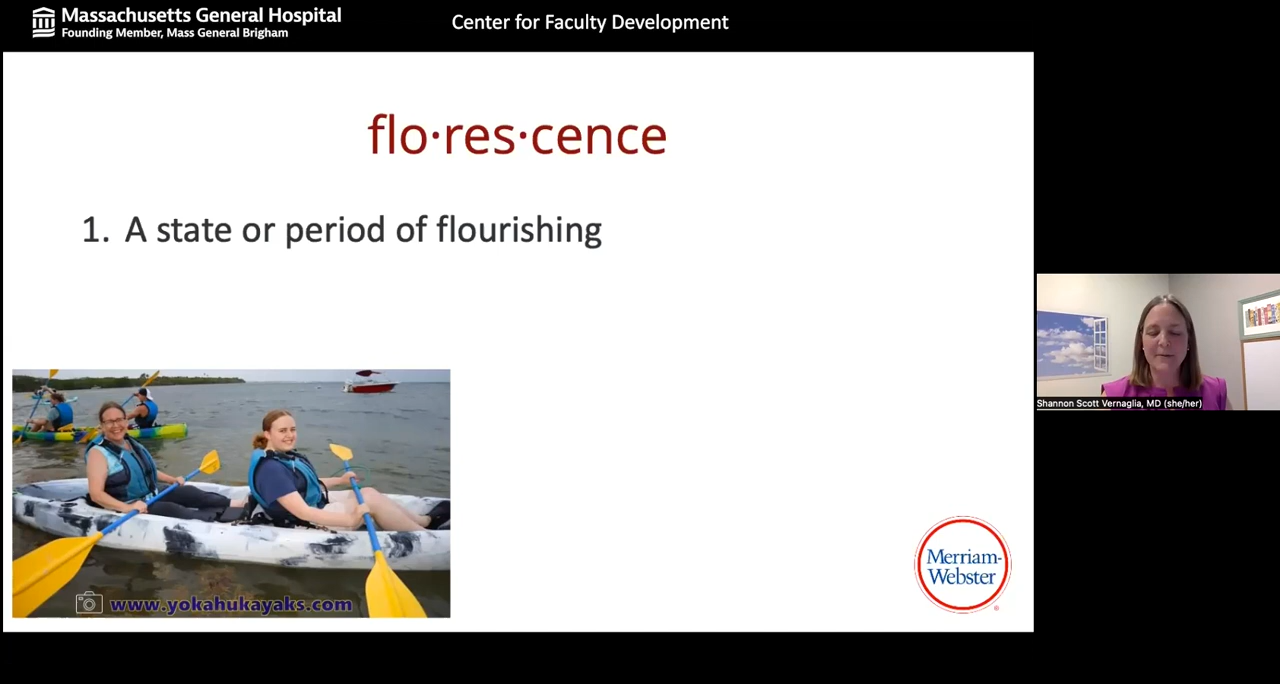 Massachusetts General Hospital
Founding Member, Mass General Brigham
Center for Faculty Development
flo·res·cence
1. A state or period of flourishing
www.yokahukayaks.com
Merriam-
Webster
®
Shannon Scott Vernaglia, MD (she/her)